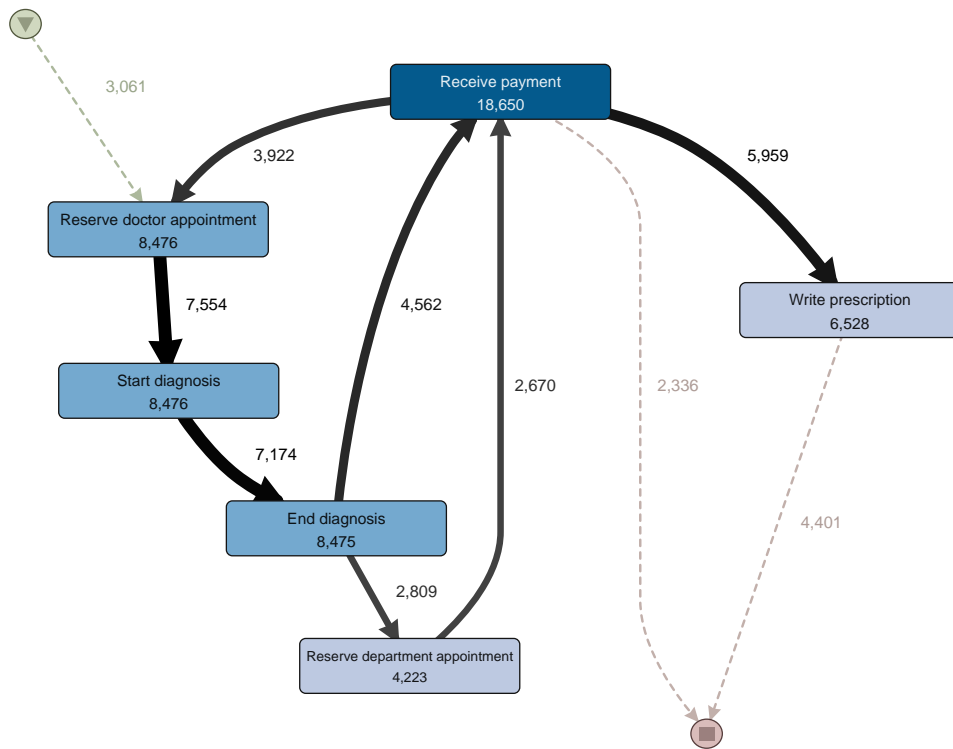 3,061
Receive payment
18,650
3,922
5,959
Reserve doctor appointment
8,476
7,554
4,562
Write prescription
6,528
Start diagnosis
8,476
2,670
2,336
7,174
End diagnosis
8,475
4,401
2,809
Reserve department appointment
4,223